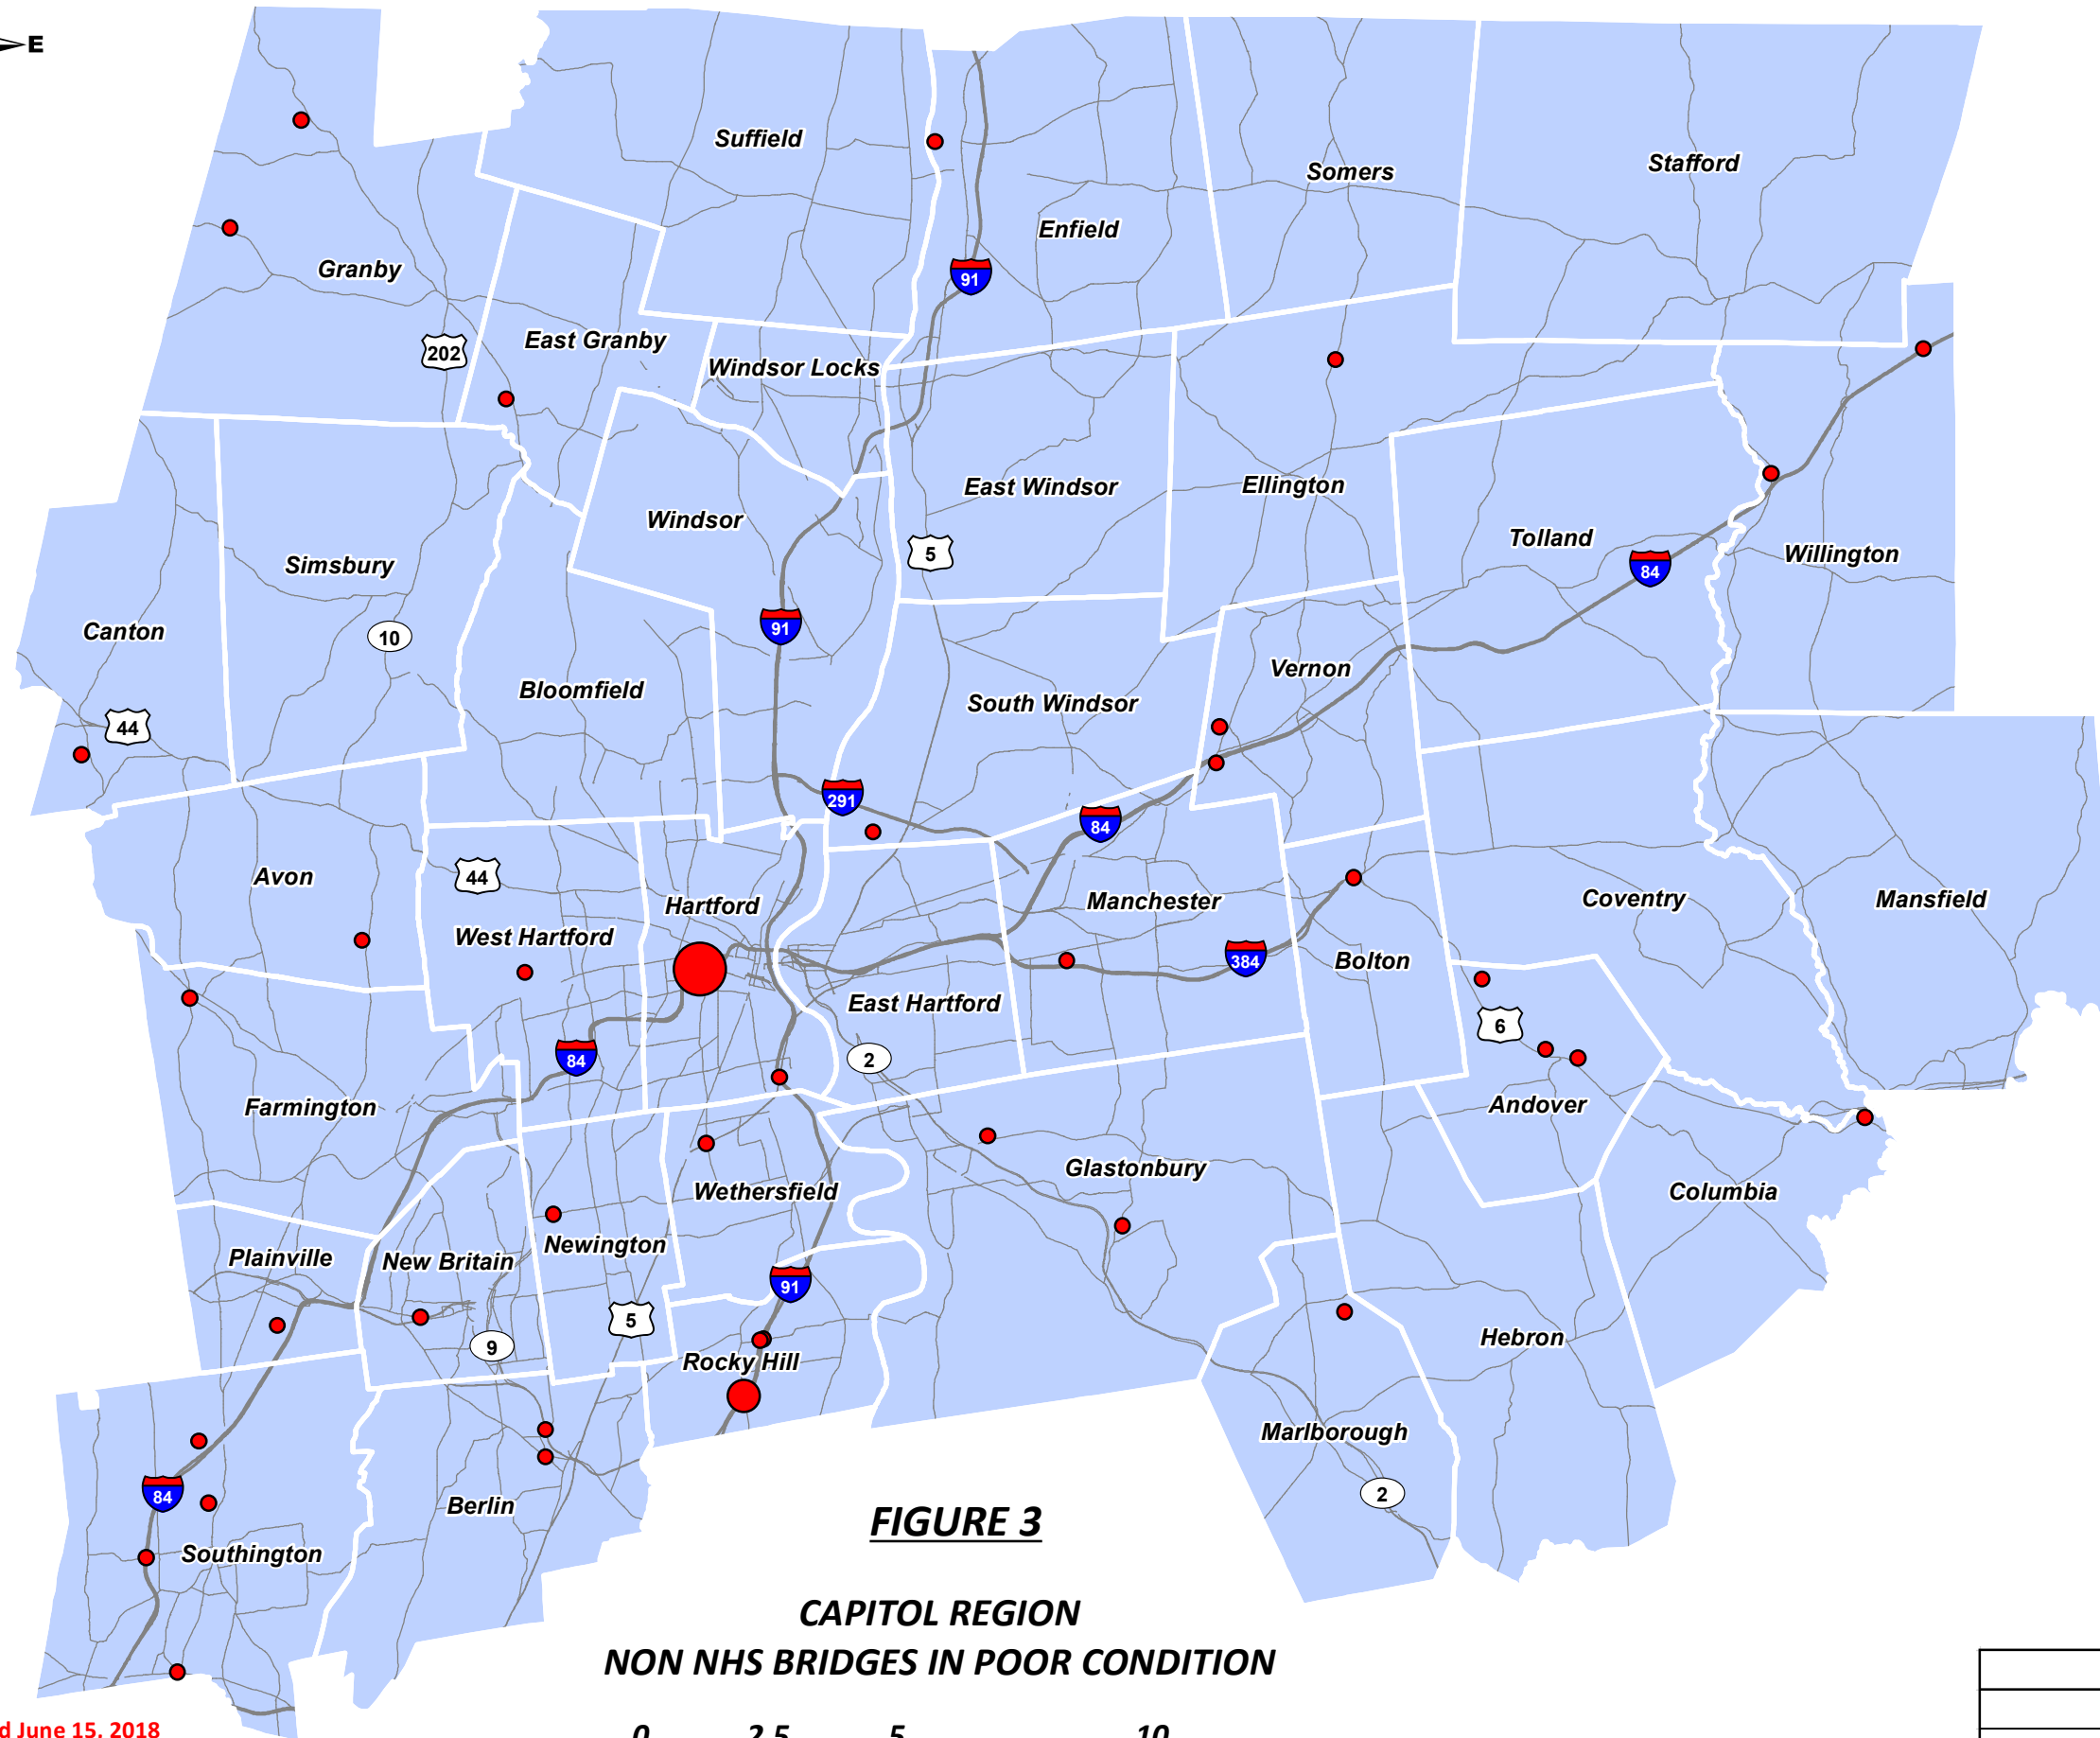 E
Suffield
Somers
Stafford
Enfield
Granby
91
East Granby
202
Windsor Locks
East Windsor
Ellington
Windsor
Tolland
5
Willington
Simsbury
84
Canton
91
10
Vernon
Bloomfield
South Windsor
44
291
84
Avon
44
Hartford
Manchester
Coventry
Mansfield
West Hartford
384
Bolton
East Hartford
6
84
2
Farmington
Andover
Glastonbury
Wethersfield
Columbia
Newington
Plainville
New Britain
91
5
Hebron
9
Rocky Hill
Marlborough
84
2
Berlin
Southington
FIGURE 3
CAPITOL REGION
NON NHS BRIDGES IN POOR CONDITION
d June 15, 2018
0 2.5 5 10